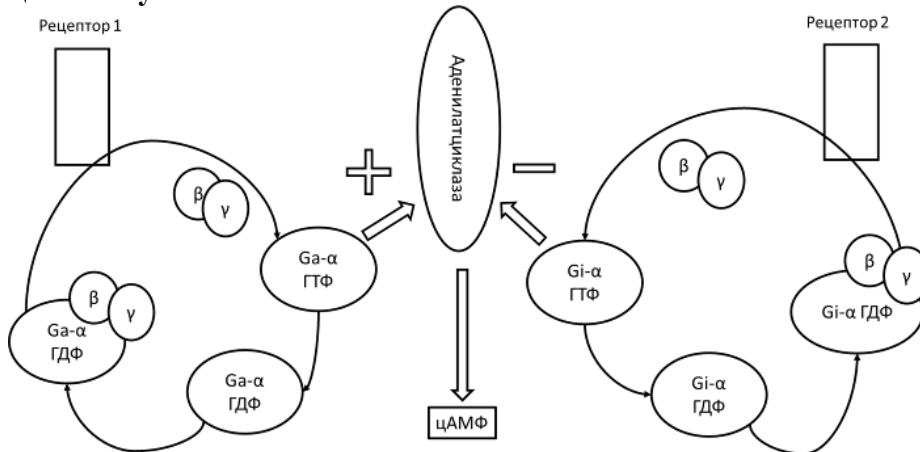 Рецептор 1
Рецептор 2
Аденилатциклаза
β
γ
β
γ
Ga-α
ГТФ
Gi-α
ГТФ
β
γ
Ga-α
ГДФ
β
γ
Gi-α ГДФ
Ga-α
ГДФ
Gi-α
ГДФ
цАМФ